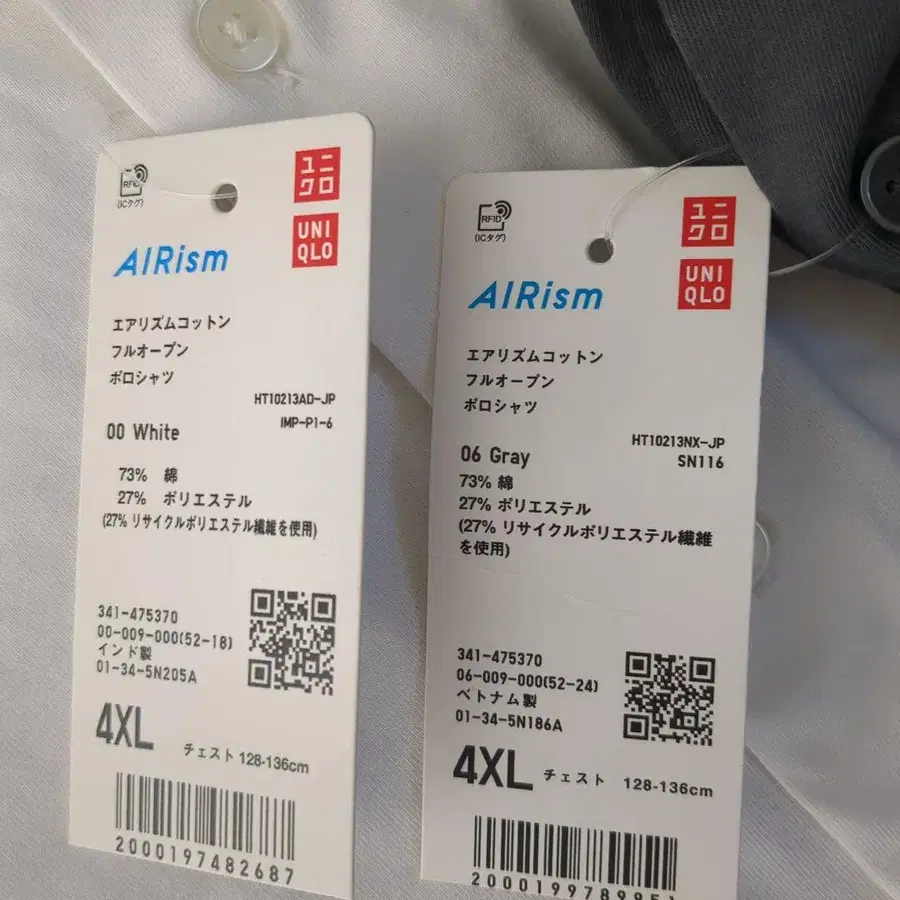 RFID
(ICタグ)
ユニ
クロ
UNI
QLO
AIRism
エアリズムコットン
フルオープン
ポロシャツ
HT10213AD-JP
IMP-P1-6
00 White
73% 綿
27% ポリエステル
(27% リサイクルポリエステル繊維を使用)
341-475370
00-009-000(52-18)
インド製
01-34-5N205A
4XL チェスト 128-136cm
2000197482687
RFID
(ICタグ)
ユニ
クロ
UNI
QLO
AIRism
エアリズムコットン
フルオープン
ポロシャツ
HT10213NX-JP
SN116
06 Gray
73% 綿
27% ポリエステル
(27% リサイクルポリエステル繊維
を使用)
341-475370
06-009-000(52-24)
ベトナム製
01-34-5N186A
4XL チェスト 128-136cm